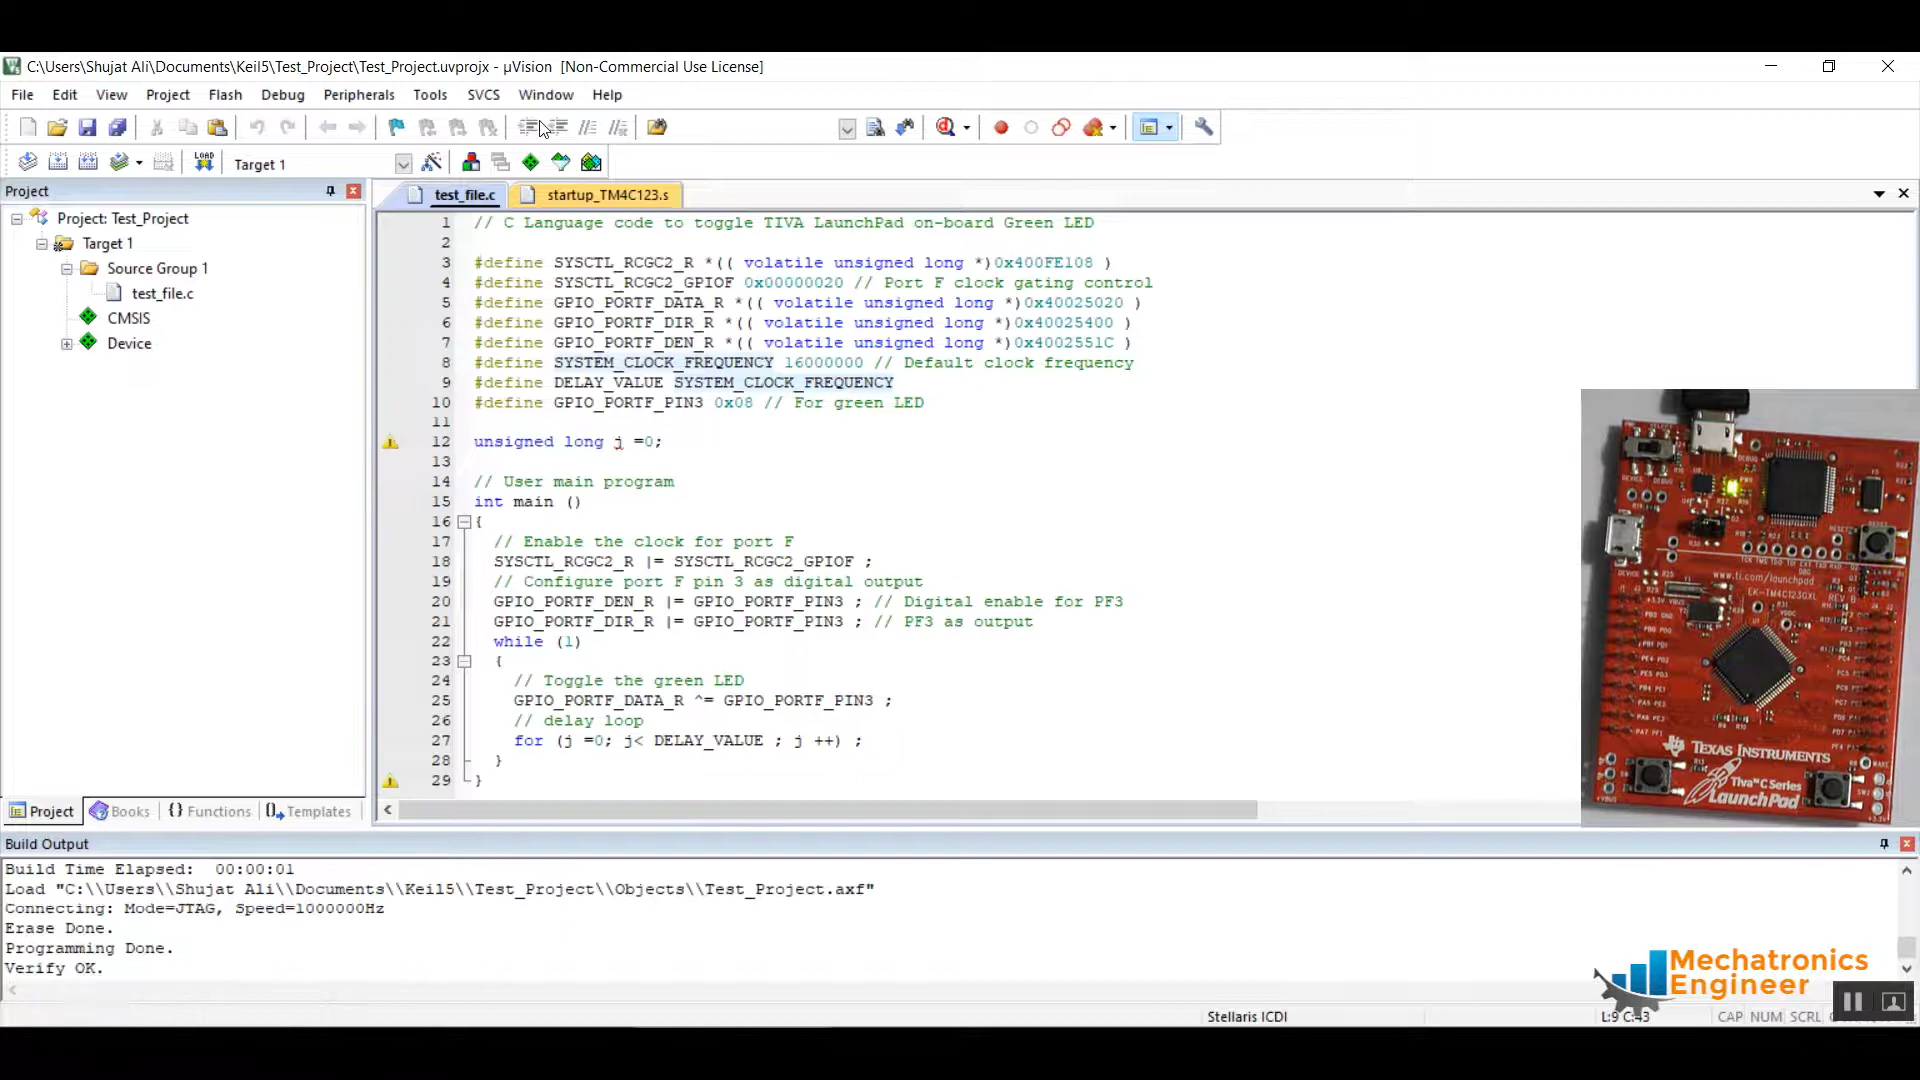 C:\Users\Shujat Ali\Documents\Keil5\Test_Project\Test_Project.uvprojx - µVision [Non-Commercial Use License]
File Edit View Project Flash Debug Peripherals Tools SVCS Window Help
LOAD Target 1
Project
test_file.c startup_TM4C123.s
Project: Test_Project
Target 1
Source Group 1
test_file.c
CMSIS
Device
1 // C Language code to toggle TIVA LaunchPad on-board Green LED
2
3 #define SYSCTL_RCGC2_R *(( volatile unsigned long *)0x400FE108 )
4 #define SYSCTL_RCGC2_GPIOF 0x00000020 // Port F clock gating control
5 #define GPIO_PORTF_DATA_R *(( volatile unsigned long *)0x40025020 )
6 #define GPIO_PORTF_DIR_R *(( volatile unsigned long *)0x40025400 )
7 #define GPIO_PORTF_DEN_R *(( volatile unsigned long *)0x4002551C )
8 #define SYSTEM_CLOCK_FREQUENCY 16000000 // Default clock frequency
9 #define DELAY_VALUE SYSTEM_CLOCK_FREQUENCY
10 #define GPIO_PORTF_PIN3 0x08 // For green LED
11
12 unsigned long j =0;
13
14 // User main program
15 int main ()
16 {
17 // Enable the clock for port F
18 SYSCTL_RCGC2_R |= SYSCTL_RCGC2_GPIOF ;
19 // Configure port F pin 3 as digital output
20 GPIO_PORTF_DEN_R |= GPIO_PORTF_PIN3 ; // Digital enable for PF3
21 GPIO_PORTF_DIR_R |= GPIO_PORTF_PIN3 ; // PF3 as output
22 while (1)
23 {
24 // Toggle the green LED
25 GPIO_PORTF_DATA_R ^= GPIO_PORTF_PIN3 ;
26 // delay loop
27 for (j =0; j< DELAY_VALUE ; j ++) ;
28 }
29 }
www.ti.com/launchpad
EK-TM4C123GXL REV B
TEXAS INSTRUMENTS
Tiva™ C Series
LaunchPad
Project Books Functions Templates
Build Output
Build Time Elapsed: 00:00:01
Load "C:\\Users\\Shujat Ali\\Documents\\Keil5\\Test_Project\\Objects\\Test_Project.axf"
Connecting: Mode=JTAG, Speed=1000000Hz
Erase Done.
Programming Done.
Verify OK.
Mechatronics
Engineer
Stellaris ICDI L:9 C:43 CAP NUM SCRL